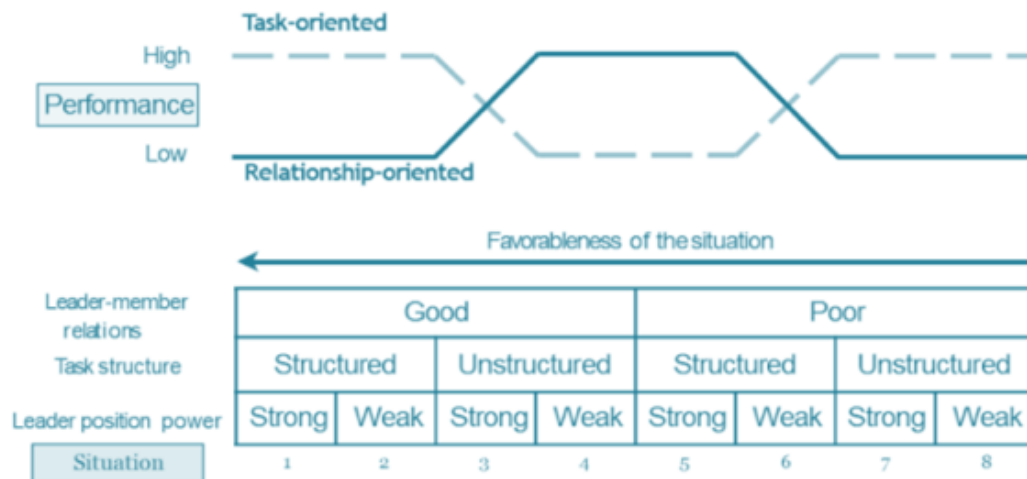 Task-oriented
High
Performance
Low
Relationship-oriented
Favorableness of the situation
Leader-member relations
Good Poor
Task structure
Structured Unstructured Structured Unstructured
Leader position power
Strong Weak Strong Weak Strong Weak Strong Weak
Situation
1 2 3 4 5 6 7 8